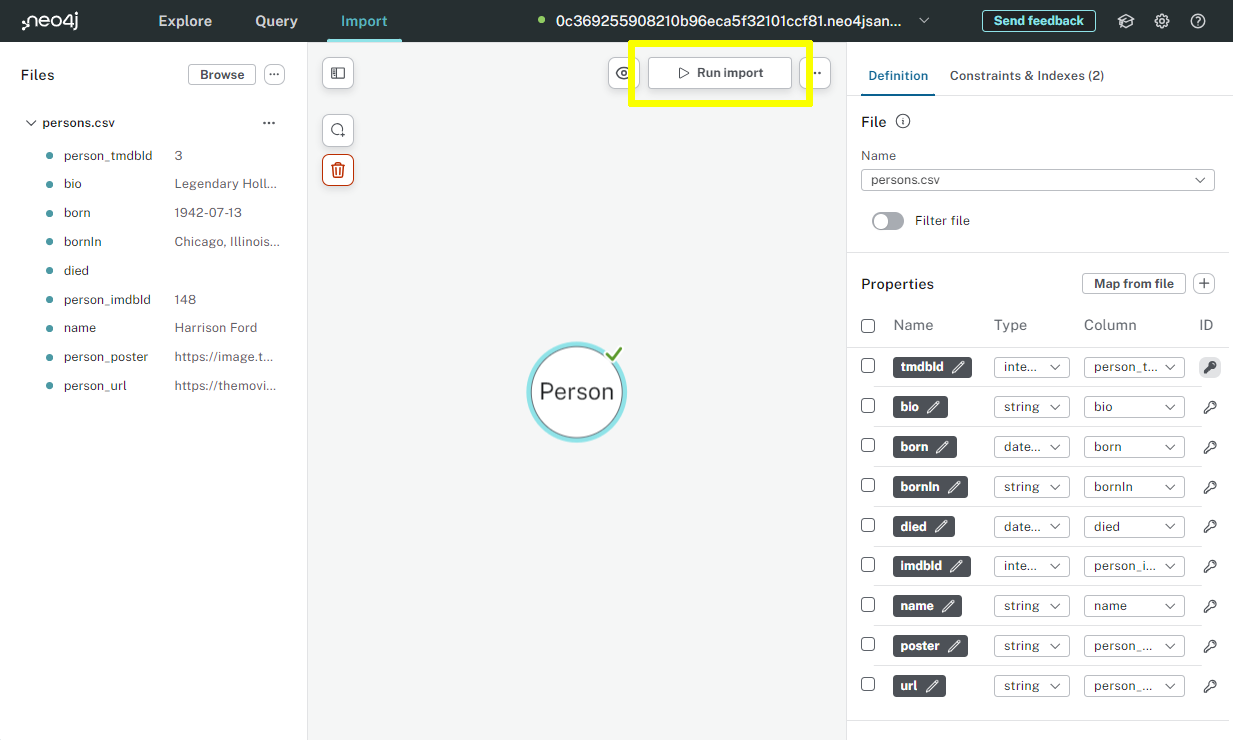 neo4j Explore Query Import 0c369255908210b96eca5f32101ccf81.neo4jsan... Send feedback
Files Browse
persons.csv
person_tmdbId 3
bio Legendary Holl...
born 1942-07-13
bornIn Chicago, Illinois...
died
person_imdbId 148
name Harrison Ford
person_poster https://image.t...
person_url https://themovi...
Run import
Person
Definition Constraints & Indexes (2)
File
Name
persons.csv
Filter file
Properties Map from file
Name Type Column ID
tmdbId inte... person_t...
bio string bio
born date... born
bornIn string bornIn
died date... died
imdbId inte... person_i...
name string name
poster string person_...
url string person_...